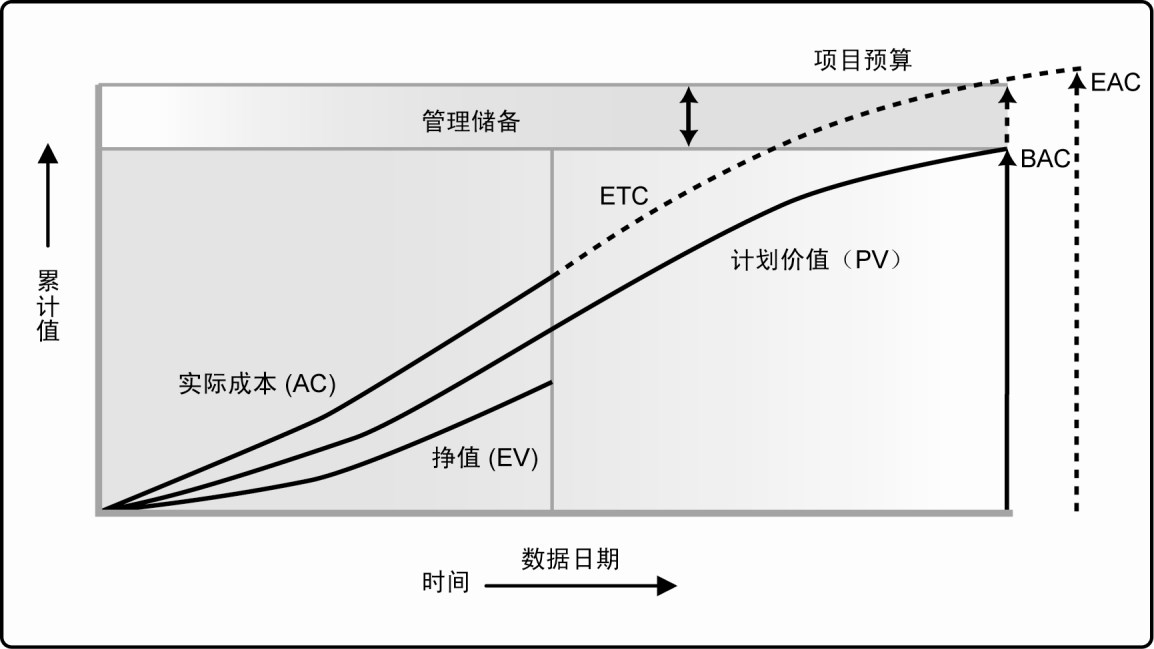 项目预算
EAC
管理储备
BAC
ETC
计划价值（PV）
累计值
实际成本 (AC)
挣值 (EV)
数据日期
时间